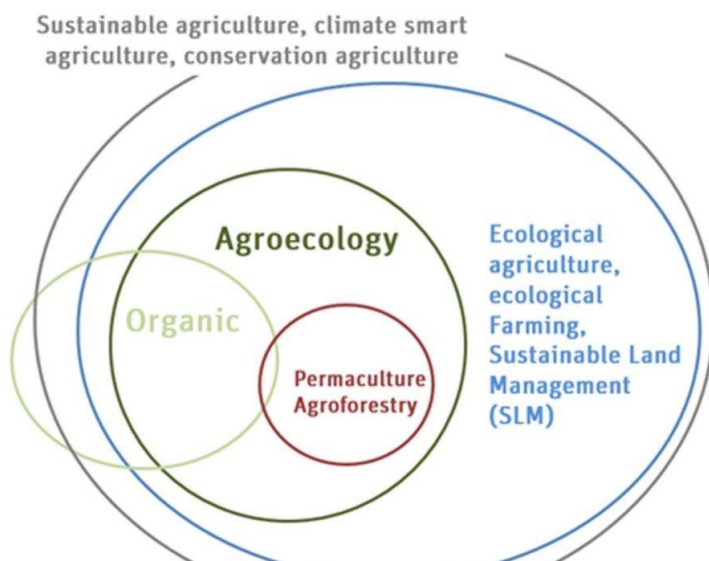 Sustainable agriculture, climate smart
agriculture, conservation agriculture
Agroecology
Organic
Permaculture
Agroforestry
Ecological
agriculture,
ecological
Farming,
Sustainable Land
Management
(SLM)